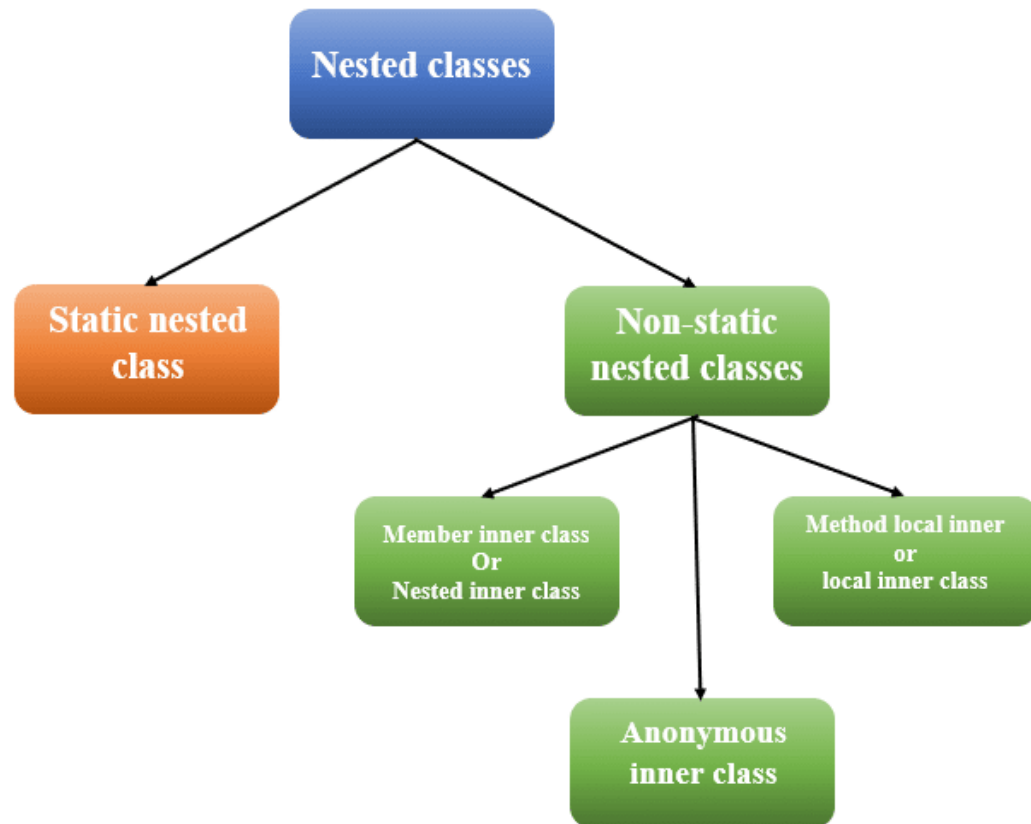 Nested classes
Static nested
class
Non-static
nested classes
Member inner class
Or
Nested inner class
Method local inner
or
local inner class
Anonymous
inner class